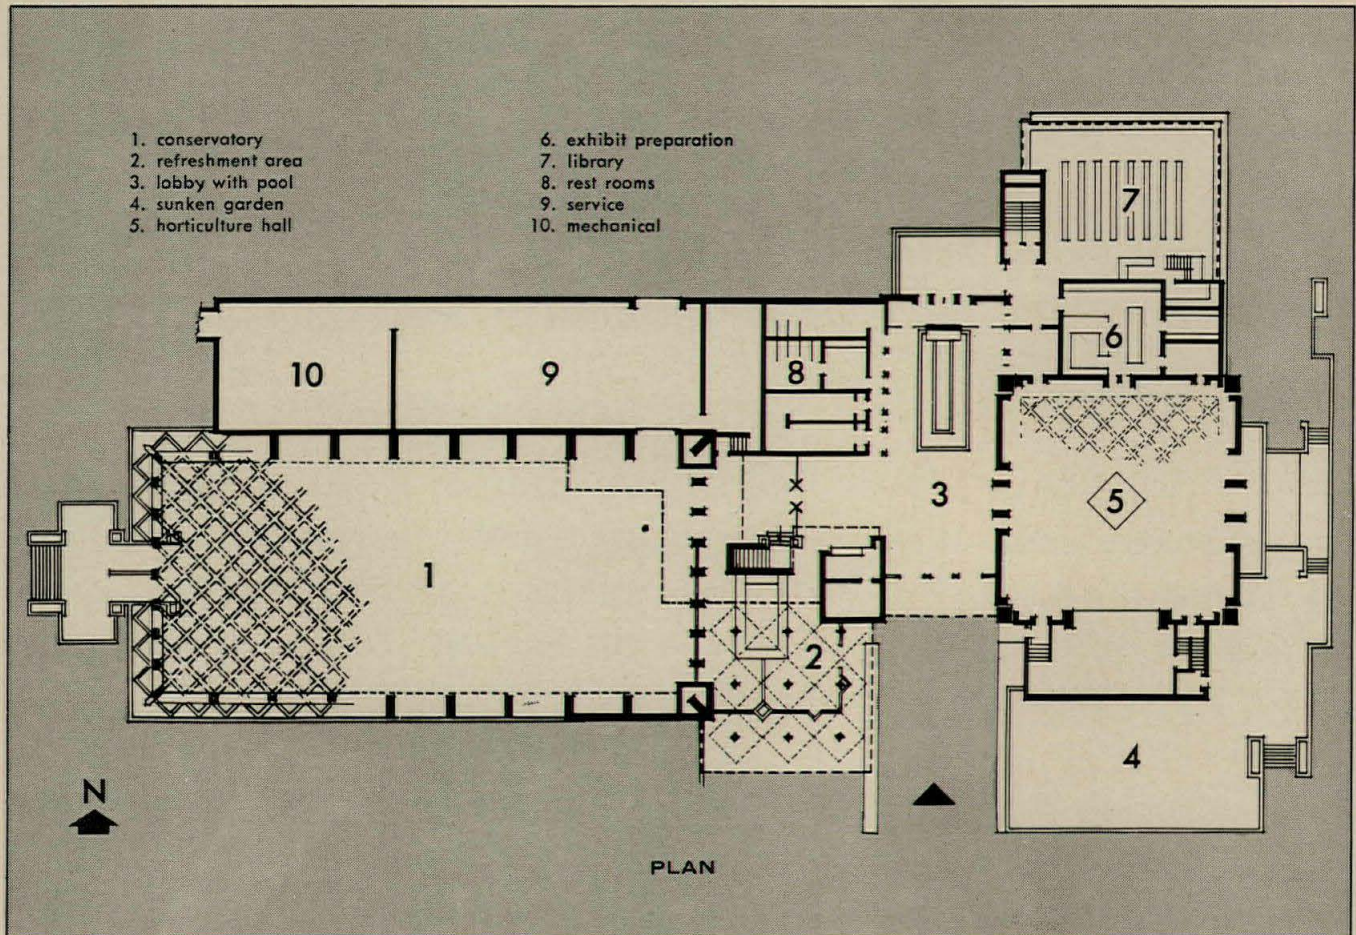 1. conservatory
2. refreshment area
3. lobby with pool
4. sunken garden
5. horticulture hall
6. exhibit preparation
7. library
8. rest rooms
9. service
10. mechanical
7
10
9
8
6
3
5
1
2
4
N
PLAN